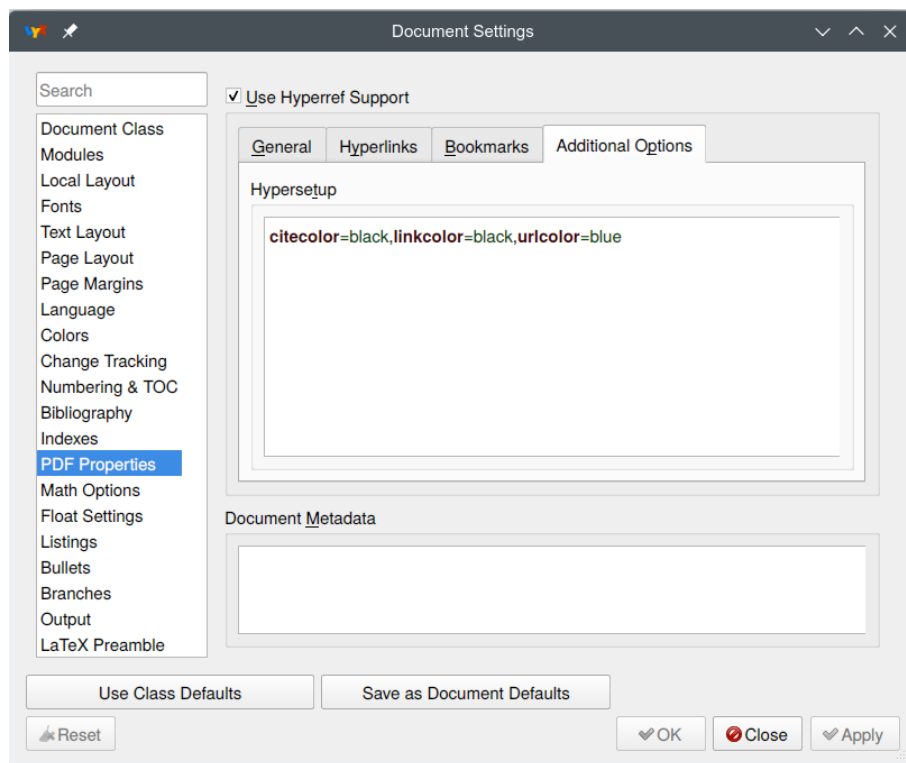 LYX
Document Settings
Search
Use Hyperref Support
Document Class
Modules
Local Layout
Fonts
Text Layout
Page Layout
Page Margins
Language
Colors
Change Tracking
Numbering & TOC
Bibliography
Indexes
PDF Properties
Math Options
Float Settings
Listings
Bullets
Branches
Output
LaTeX Preamble
General Hyperlinks Bookmarks Additional Options
Hypersetup
citecolor=black,linkcolor=black,urlcolor=blue
Document Metadata
Use Class Defaults Save as Document Defaults
Reset OK Close Apply